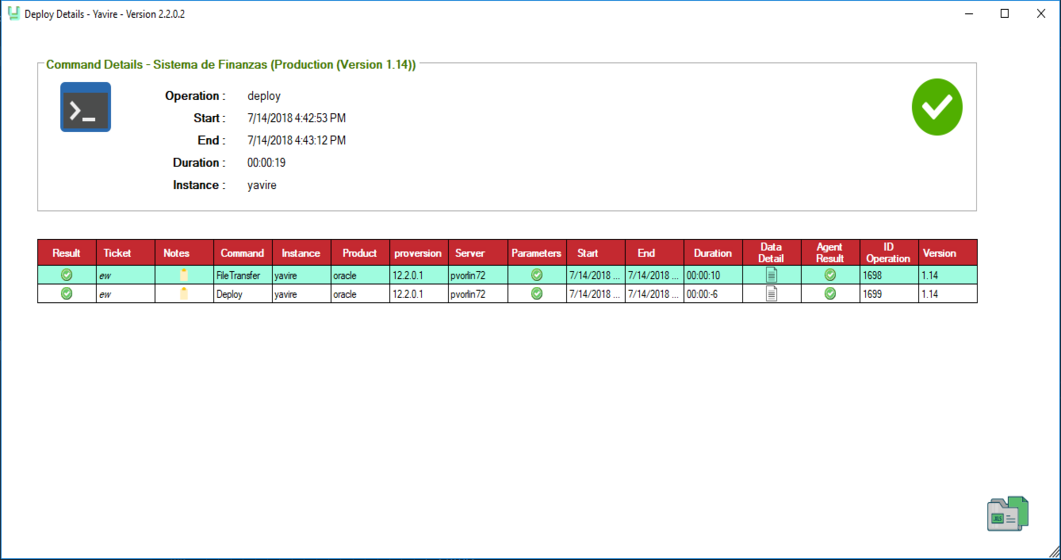 Deploy Details - Yavire - Version 2.2.0.2
Command Details - Sistema de Finanzas (Production (Version 1.14))
Operation : deploy
Start : 7/14/2018 4:42:53 PM
End : 7/14/2018 4:43:12 PM
Duration : 00:00:19
Instance : yavire
Result Ticket Notes Command Instance Product proversion Server Parameters Start End Duration Data Detail Agent Result ID Operation Version
ew FileTransfer yavire oracle 12.2.0.1 pvorlin72 7/14/2018 ... 7/14/2018 ... 00:00:10 1698 1.14
ew Deploy yavire oracle 12.2.0.1 pvorlin72 7/14/2018 ... 7/14/2018 ... 00:00:-6 1699 1.14